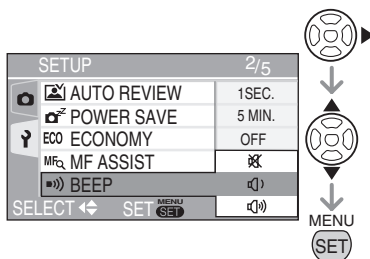 SETUP 2/5
AUTO REVIEW 1SEC.
POWER SAVE 5 MIN.
ECO ECONOMY OFF
MF MF ASSIST
BEEP
SELECT SET MENU SET
MENU
SET